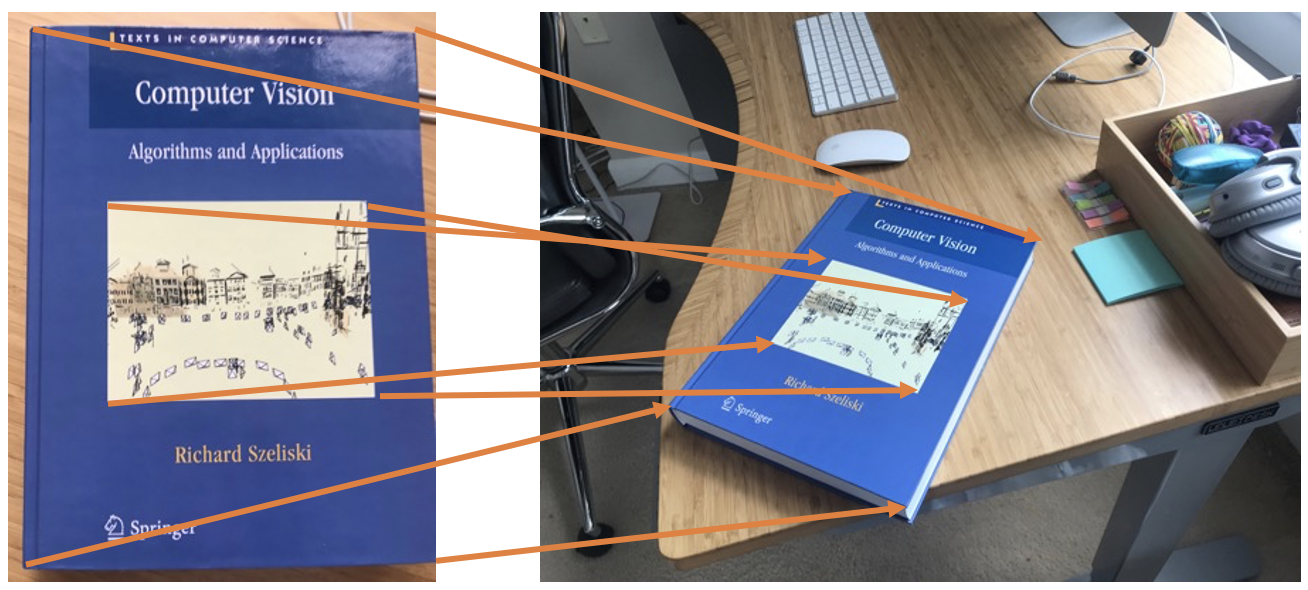 TEXTS IN COMPUTER SCIENCE
Computer Vision
Algorithms and Applications
Richard Szeliski
Springer
TEXTS IN COMPUTER SCIENCE
Computer Vision
Algorithms and Applications
Richard Szeliski
Springer